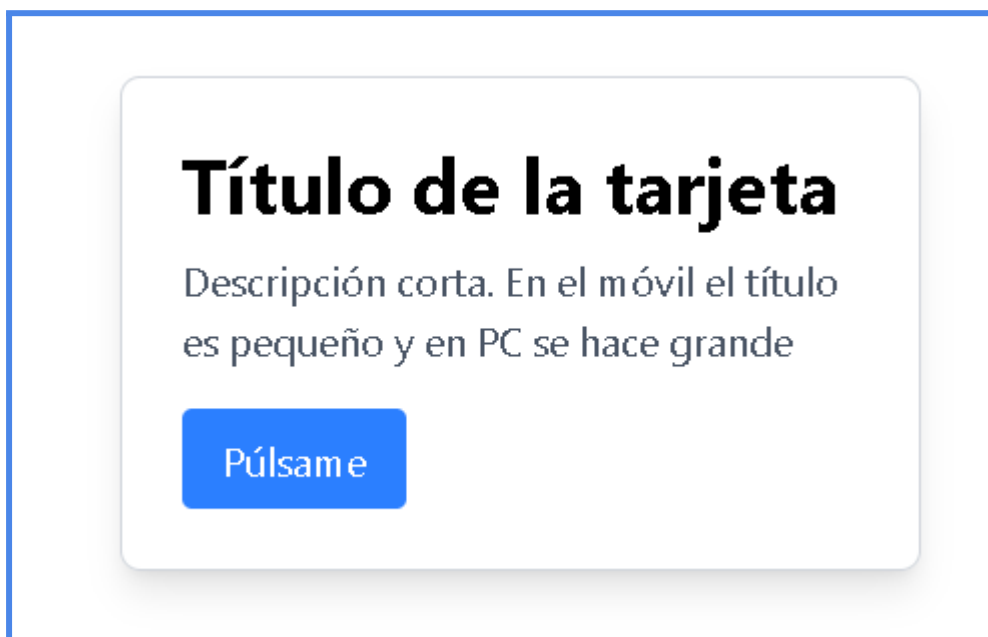 Título de la tarjeta
Descripción corta. En el móvil el título
es pequeño y en PC se hace grande
Púlsame